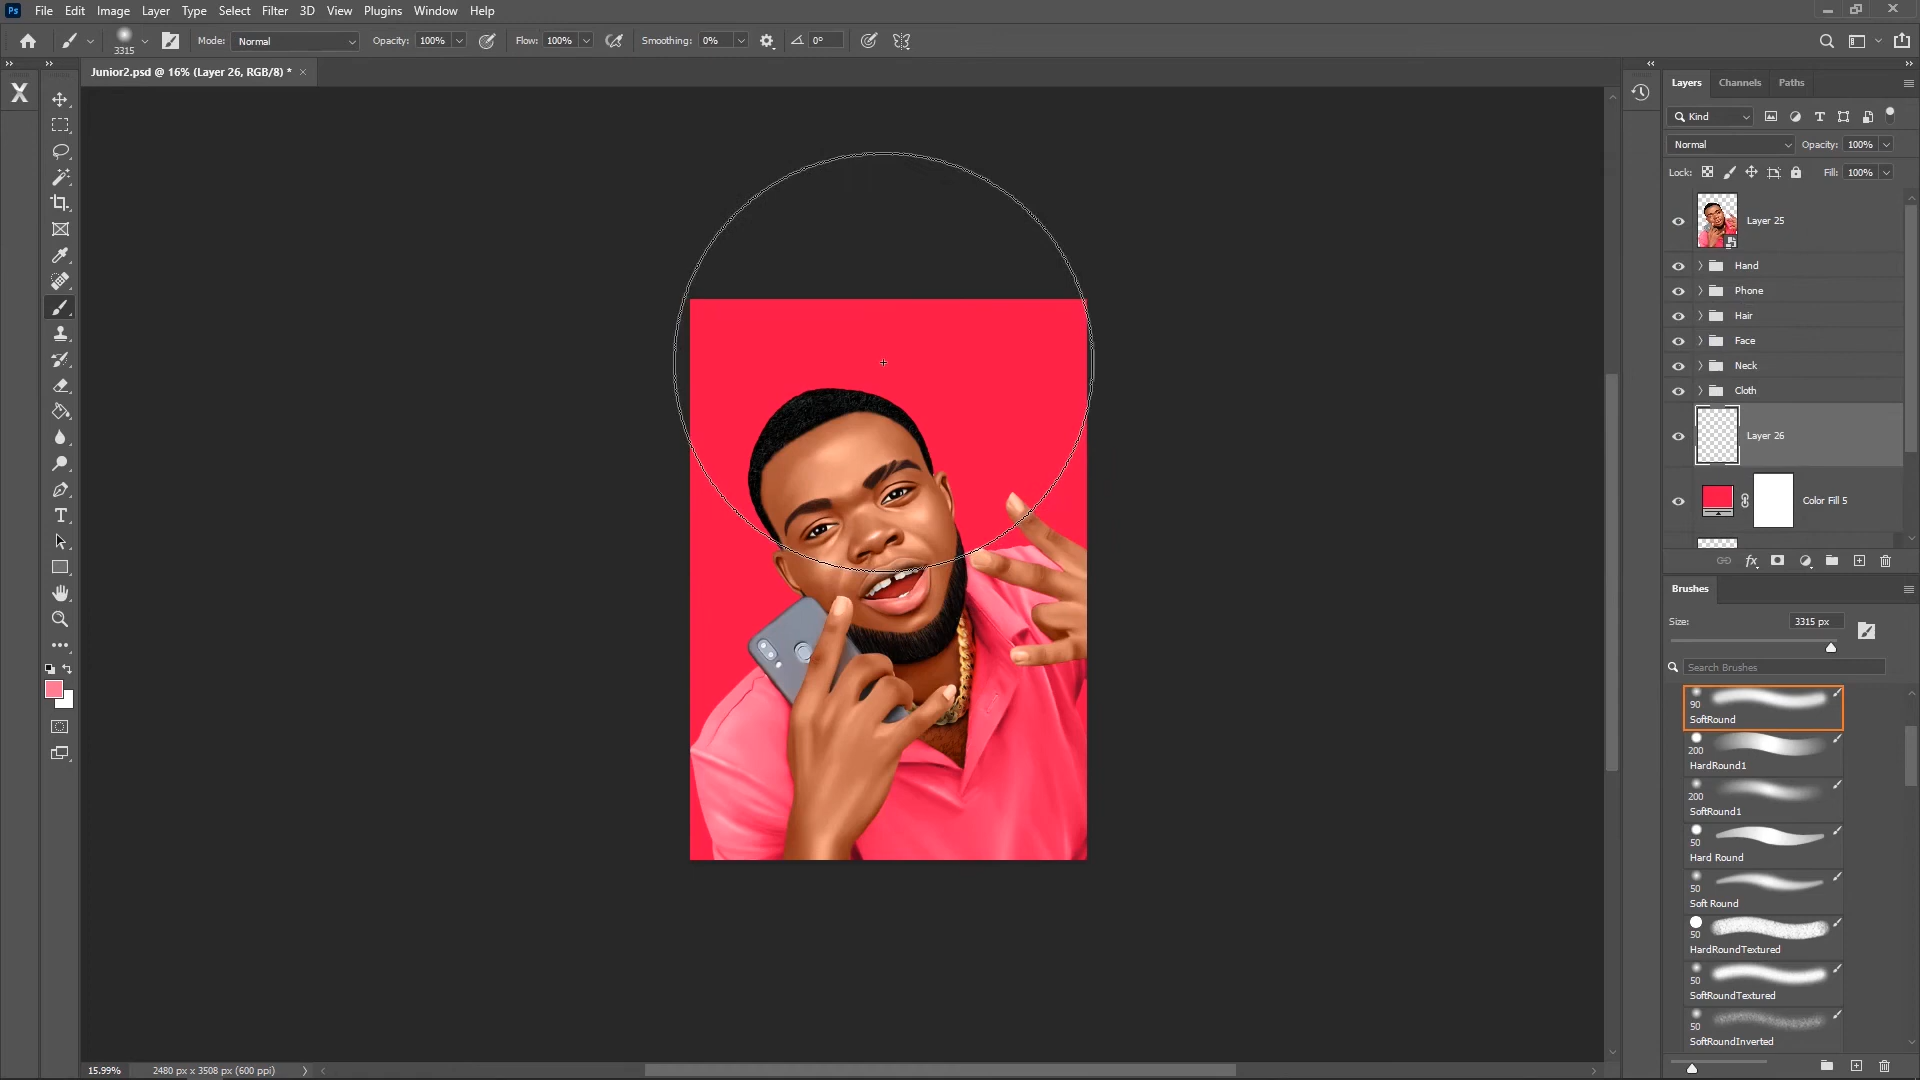 Ps File Edit Image Layer Type Select Filter 3D View Plugins Window Help
3315 Mode: Normal Opacity: 100% Flow: 100% Smoothing: 0% 0°
Junior2.psd @ 16% (Layer 26, RGB/8) *
Layers Channels Paths
Kind
Normal Opacity: 100%
Lock: Fill: 100%
Layer 25
Hand
Phone
Hair
Face
Neck
Cloth
Layer 26
Color Fill 5
Brushes
Size: 3315 px
Search Brushes
90
SoftRound
200
HardRound1
200
SoftRound1
50
Hard Round
50
Soft Round
50
HardRoundTextured
50
SoftRoundTextured
50
SoftRoundInverted
15.99% 2480 px x 3508 px (600 ppi)